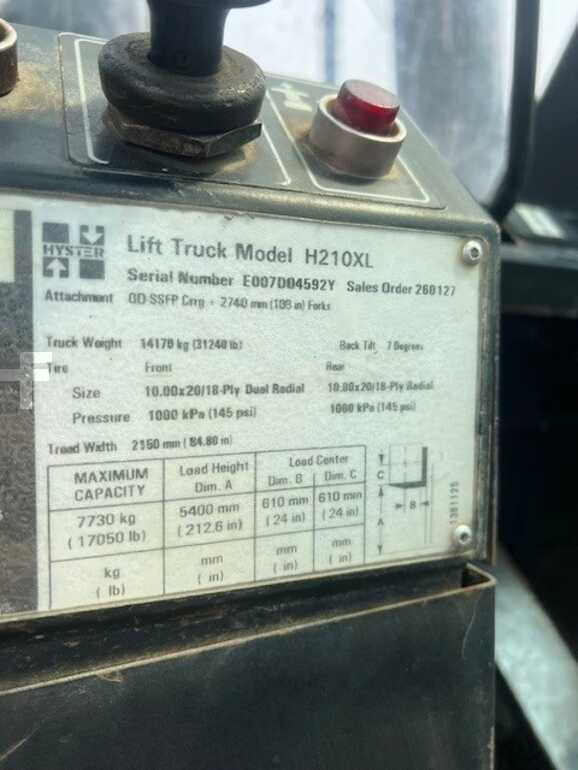 HYSTER
Lift Truck Model H210XL
Serial Number E007D04592Y Sales Order 260127
Attachment QD SSFP Crrg + 2740 mm (108 in) Forks
Truck Weight 14170 kg (31240 lb) Back Tilt 7 Degrees
Tire Front Rear
Size 10.00x20/18-Ply Dual Radial 10.00x20/18-Ply Radial
Pressure 1000 kPa (145 psi) 1000 kPa (145 psi)
Tread Width 2150 mm (84.80 in)
MAXIMUM CAPACITY Load Height Dim. A Load Center Dim. B Dim. C
7730 kg 5400 mm 610 mm 610 mm
(17050 lb) (212.6 in) (24 in) (24 in)
kg mm mm mm
( lb) ( in) ( in) ( in)
C
B
A
1381125